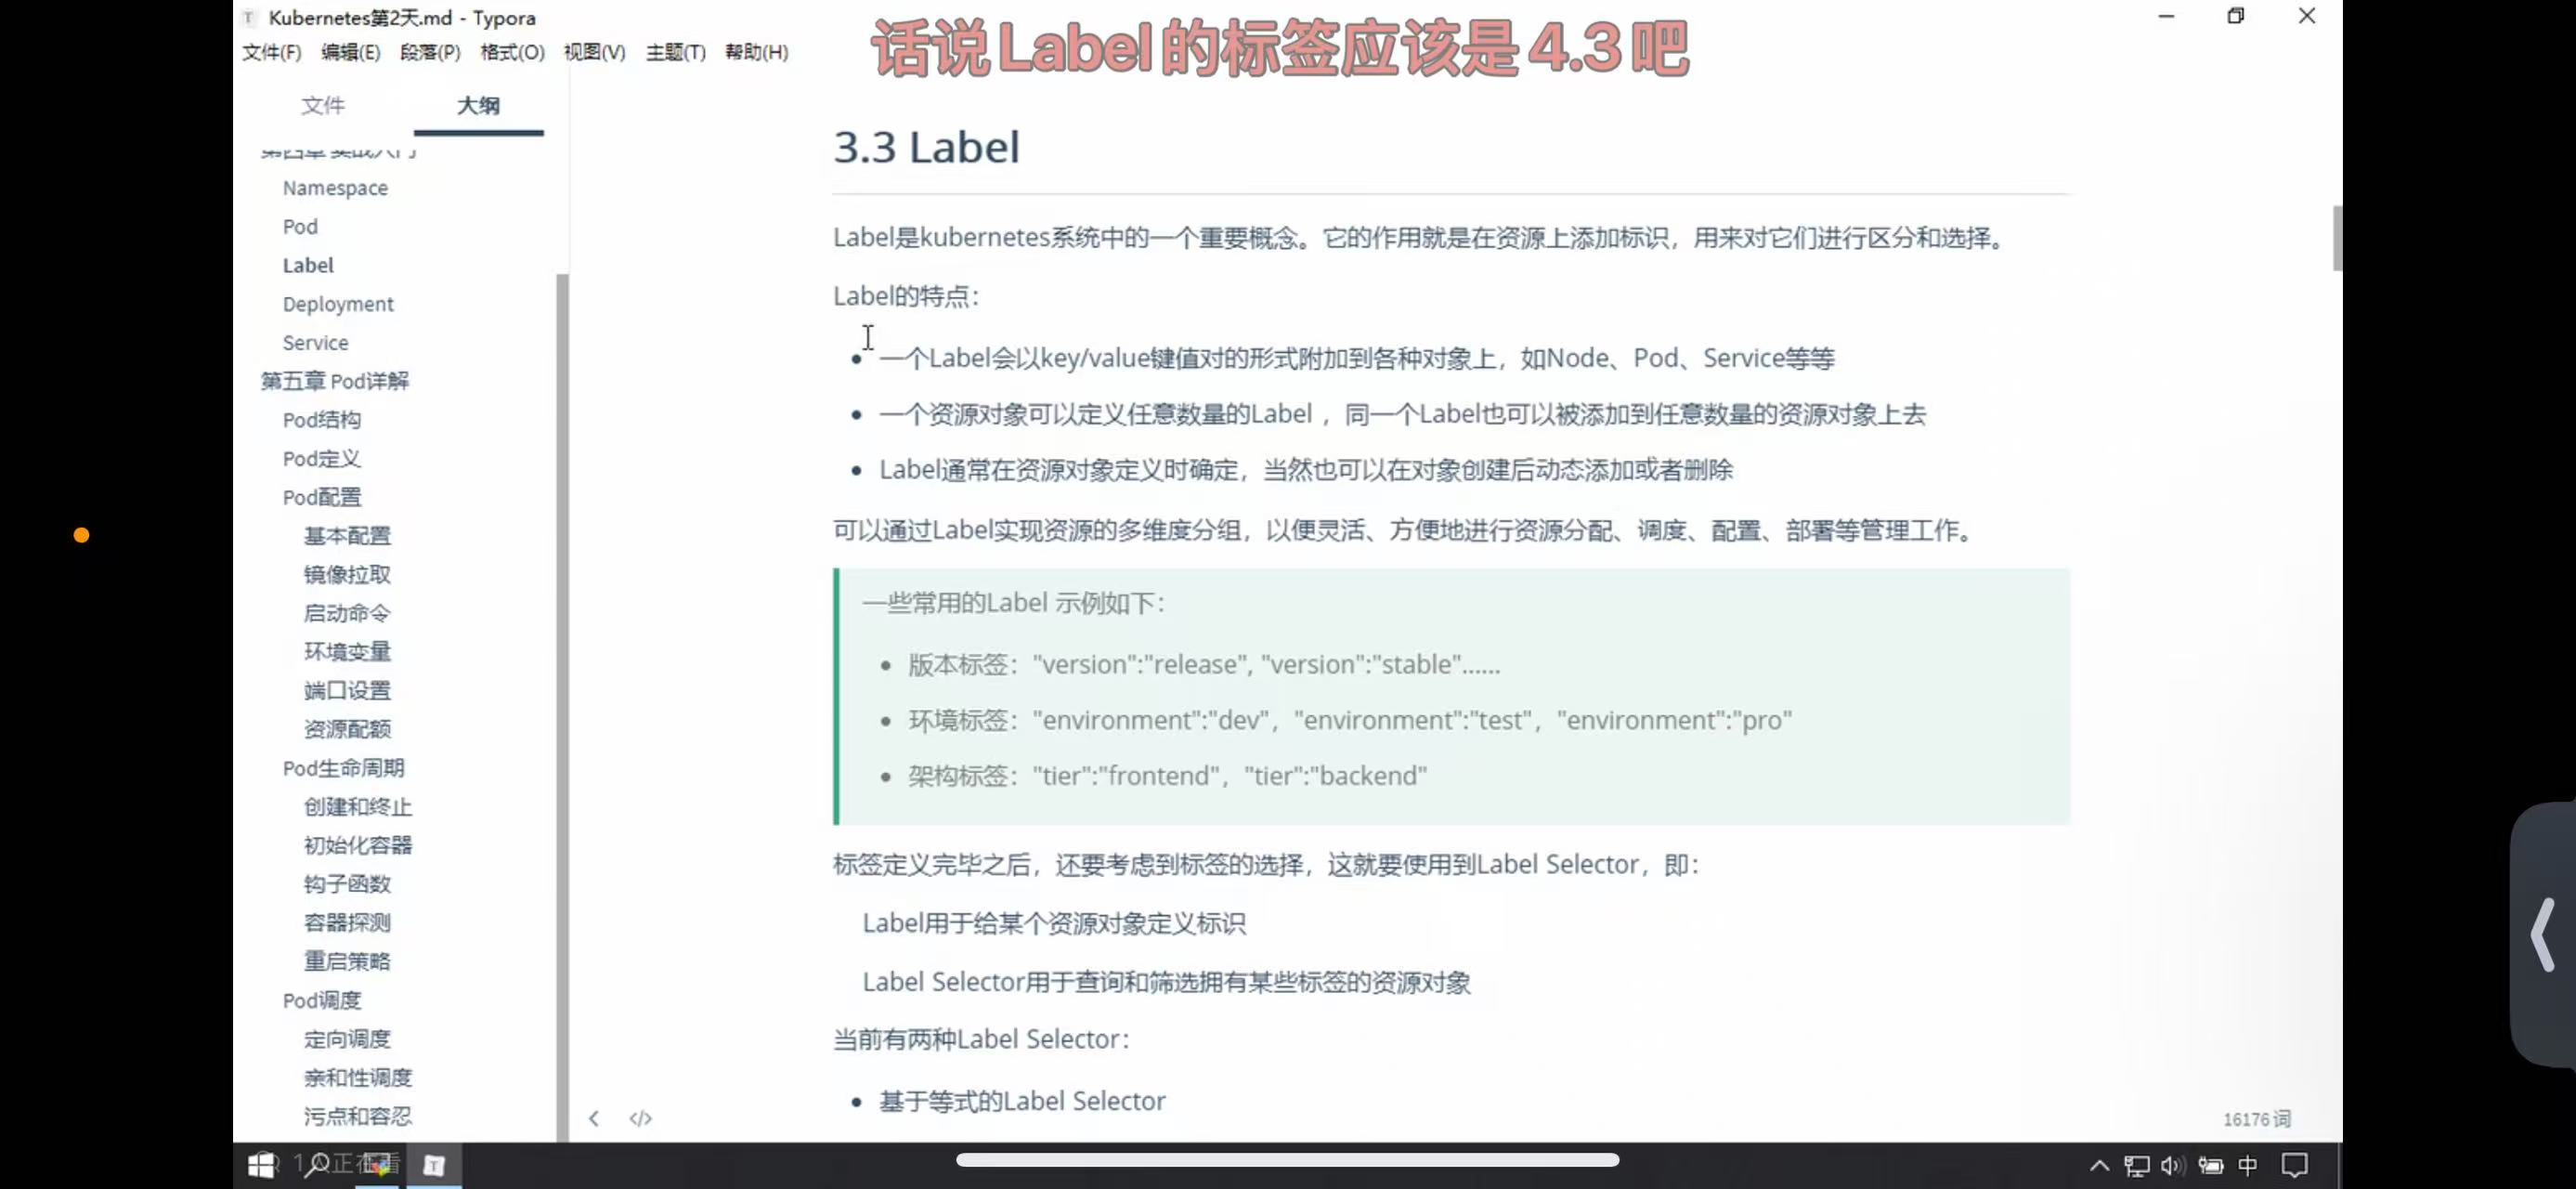 Kubernetes第2天.md - Typora
文件(F) 编辑(E) 段落(P) 格式(O) 视图(V) 主题(T) 帮助(H)
话说Label的标签应该是4.3吧
文件 大纲
第四章 实战入门
Namespace
Pod
Label
Deployment
Service
第五章 Pod详解
Pod结构
Pod定义
Pod配置
基本配置
镜像拉取
启动命令
环境变量
端口设置
资源配额
Pod生命周期
创建和终止
初始化容器
钩子函数
容器探测
重启策略
Pod调度
定向调度
亲和性调度
污点和容忍
3.3 Label
Label是kubernetes系统中的一个重要概念。它的作用就是在资源上添加标识，用来对它们进行区分和选择。
Label的特点：
一个Label会以key/value键值对的形式附加到各种对象上，如Node、Pod、Service等等
一个资源对象可以定义任意数量的Label ，同一个Label也可以被添加到任意数量的资源对象上去
Label通常在资源对象定义时确定，当然也可以在对象创建后动态添加或者删除
可以通过Label实现资源的多维度分组，以便灵活、方便地进行资源分配、调度、配置、部署等管理工作。
一些常用的Label 示例如下：
版本标签："version":"release", "version":"stable"......
环境标签："environment":"dev"，"environment":"test"，"environment":"pro"
架构标签："tier":"frontend"，"tier":"backend"
标签定义完毕之后，还要考虑到标签的选择，这就要使用到Label Selector，即：
Label用于给某个资源对象定义标识
Label Selector用于查询和筛选拥有某些标签的资源对象
当前有两种Label Selector：
基于等式的Label Selector
16176 词
中